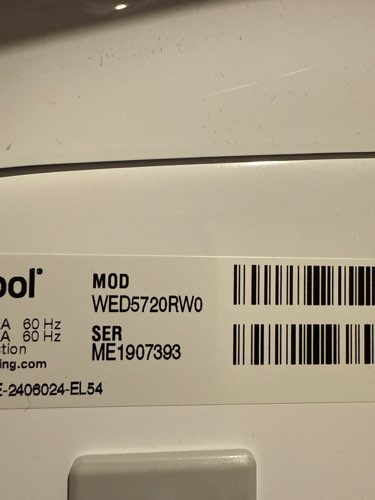 ool
MOD
WED5720RW0
A 60 Hz
A 60 Hz
SER
ME1907393
ction
ing.com
E-2406024-EL54